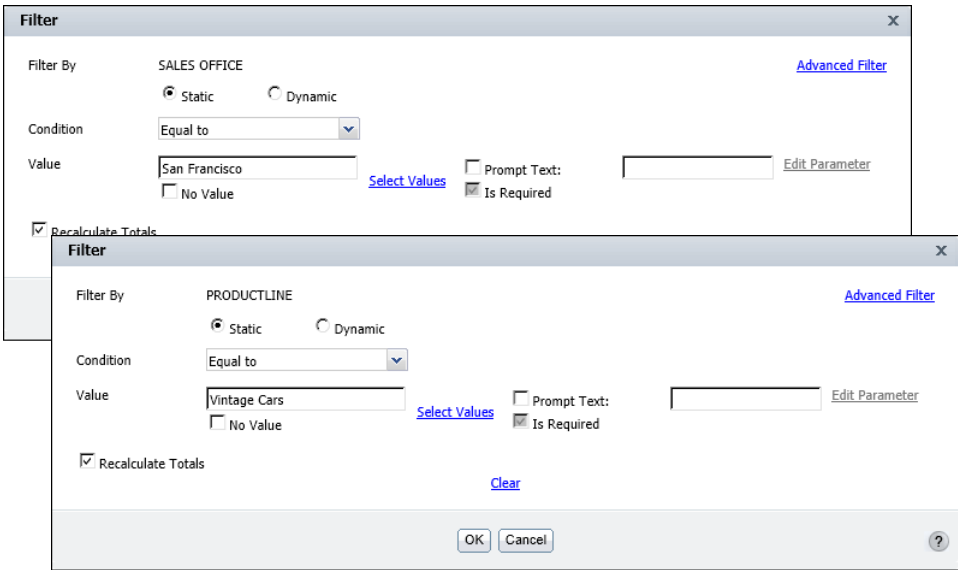 Filter x
Filter By SALES OFFICE Advanced Filter
Static Dynamic
Condition Equal to
Value San Francisco Select Values Prompt Text: Edit Parameter
No Value Is Required
Recalculate Totals
Filter x
Filter By PRODUCTLINE Advanced Filter
Static Dynamic
Condition Equal to
Value Vintage Cars Select Values Prompt Text: Edit Parameter
No Value Is Required
Recalculate Totals
Clear
OK Cancel ?